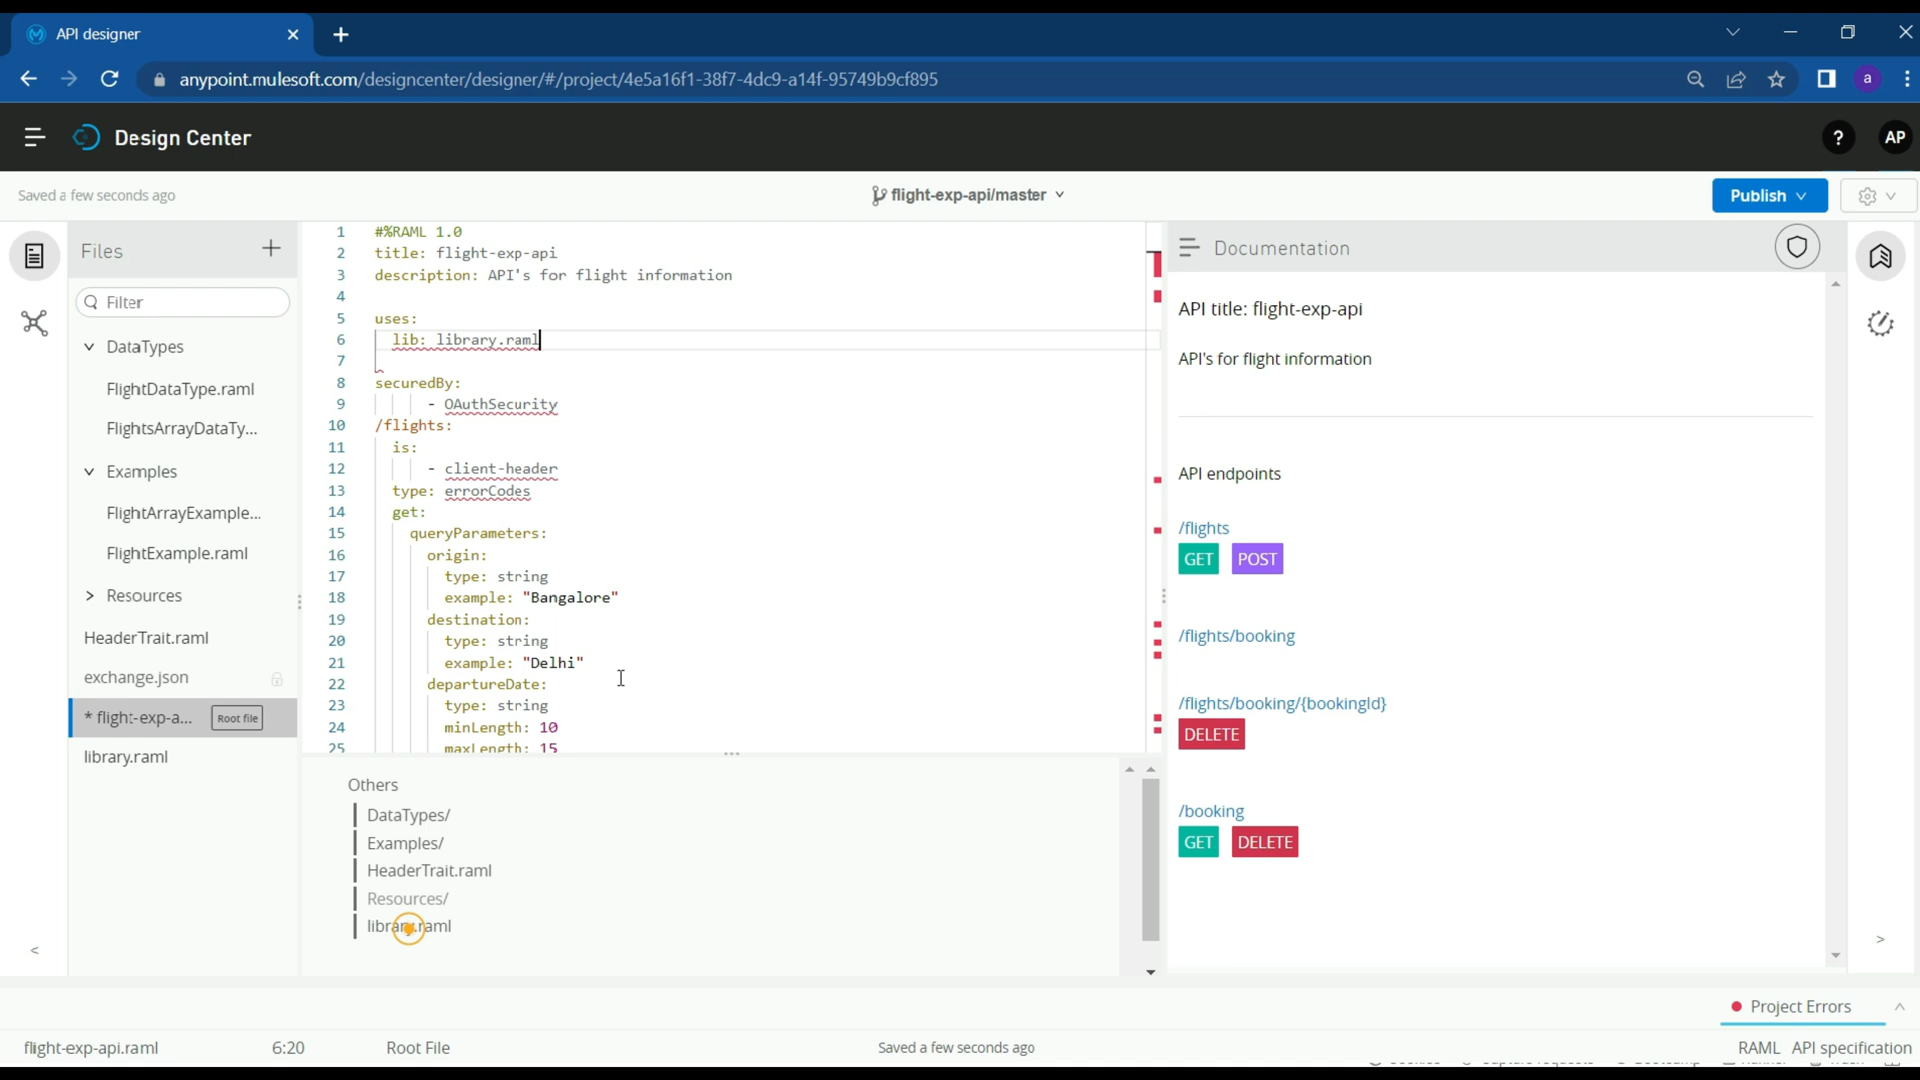 API designer
anypoint.mulesoft.com/designcenter/designer/#/project/4e5a16f1-38f7-4dc9-a14f-95749b9cf895
a
Design Center
?
AP
Saved a few seconds ago
flight-exp-api/master
Publish
Files
Filter
DataTypes
FlightDataType.raml
FlightsArrayDataTy...
Examples
FlightArrayExample...
FlightExample.raml
Resources
HeaderTrait.raml
exchange.json
* flight-exp-a... Root file
library.raml
1 #%RAML 1.0
2 title: flight-exp-api
3 description: API's for flight information
4
5 uses:
6 lib: library.raml
7
8 securedBy:
9 - OAuthSecurity
10 /flights:
11 is:
12 - client-header
13 type: errorCodes
14 get:
15 queryParameters:
16 origin:
17 type: string
18 example: "Bangalore"
19 destination:
20 type: string
21 example: "Delhi"
22 departureDate:
23 type: string
24 minLength: 10
25 maxLength: 15
Others
DataTypes/
Examples/
HeaderTrait.raml
Resources/
library.raml
Documentation
API title: flight-exp-api
API's for flight information
API endpoints
/flights
GET POST
/flights/booking
/flights/booking/{bookingId}
DELETE
/booking
GET DELETE
Project Errors
flight-exp-api.raml 6:20 Root File Saved a few seconds ago RAML API specification